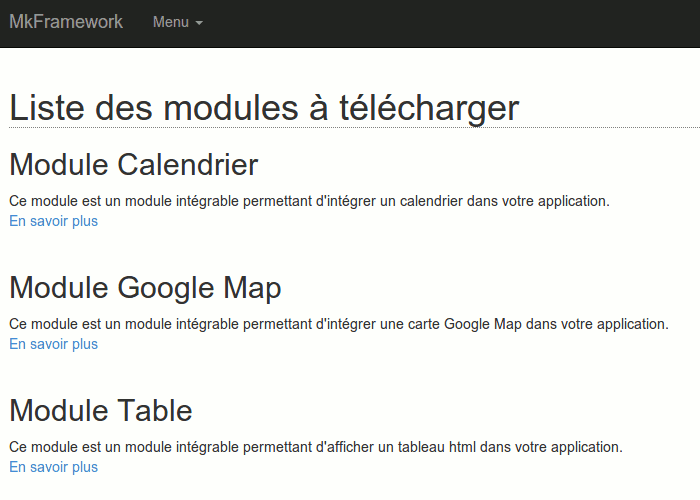 MkFramework Menu
Liste des modules à télécharger
Module Calendrier
Ce module est un module intégrable permettant d'intégrer un calendrier dans votre application.
En savoir plus
Module Google Map
Ce module est un module intégrable permettant d'intégrer une carte Google Map dans votre application.
En savoir plus
Module Table
Ce module est un module intégrable permettant d'afficher un tableau html dans votre application.
En savoir plus